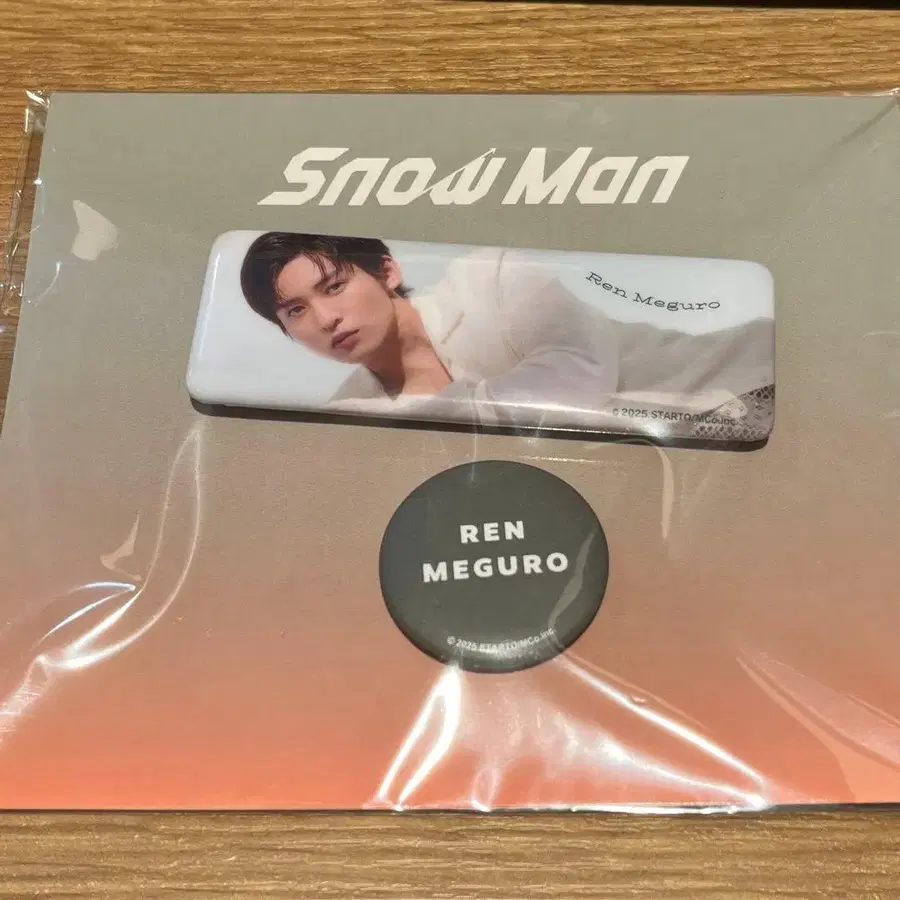 Snow Man
Ren Meguro
© 2025 STARTO/MCo.inc.
REN
MEGURO
© 2025 STARTO/MCo.inc.